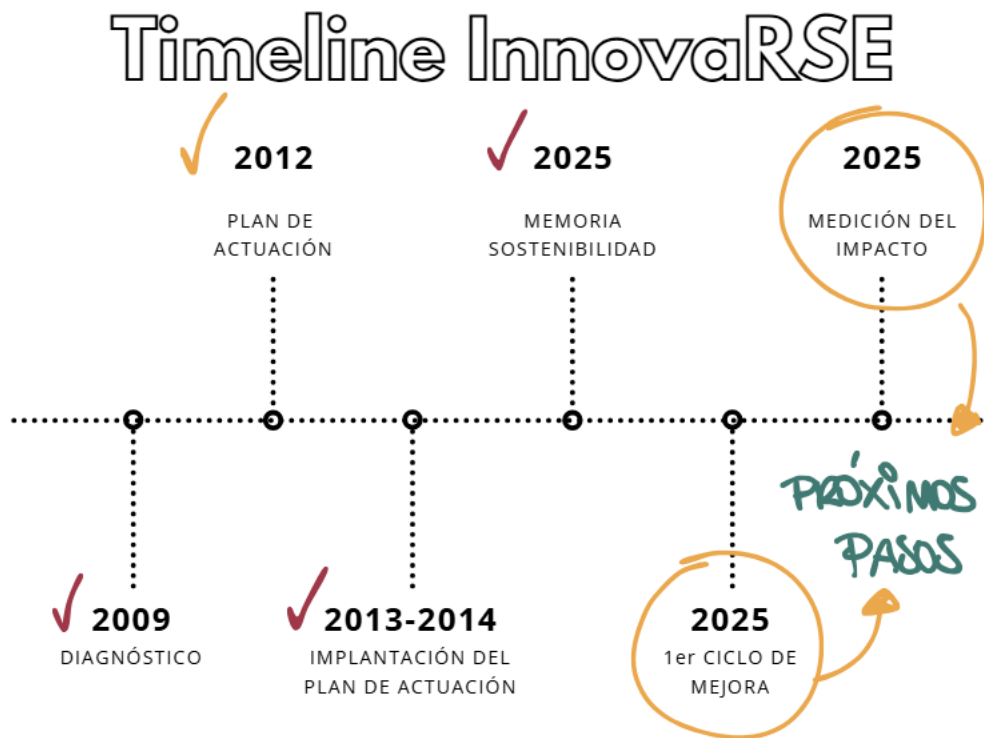 Timeline InnovaRSE
2012
PLAN DE
ACTUACIÓN
2025
MEMORIA
SOSTENIBILIDAD
2025
MEDICIÓN DEL
IMPACTO
PRÓXIMOS
PASOS
2009
DIAGNÓSTICO
2013-2014
IMPLANTACIÓN DEL
PLAN DE ACTUACIÓN
2025
1er CICLO DE
MEJORA